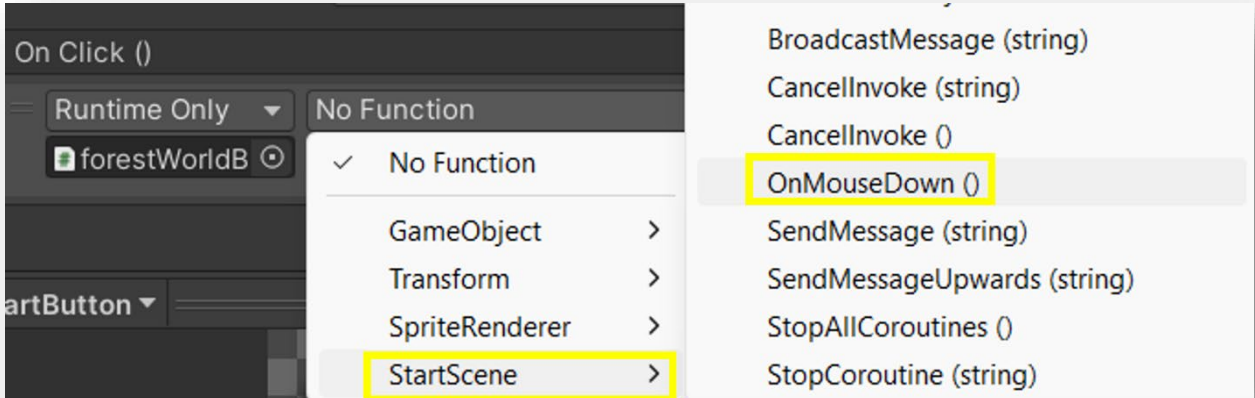 On Click ()
Runtime Only
No Function
forestWorldB
No Function
GameObject
Transform
SpriteRenderer
StartScene
artButton
BroadcastMessage (string)
CancelInvoke (string)
CancelInvoke ()
OnMouseDown ()
SendMessage (string)
SendMessageUpwards (string)
StopAllCoroutines ()
StopCoroutine (string)